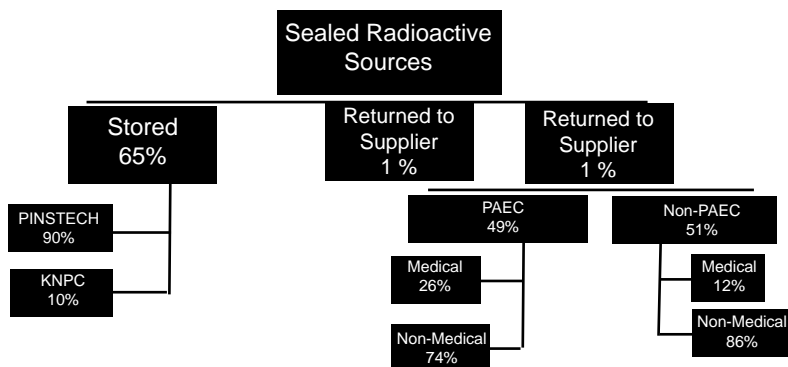 Sealed Radioactive
Sources
Stored
65%
Returned to
Supplier
1 %
Returned to
Supplier
1 %
PINSTECH
90%
KNPC
10%
PAEC
49%
Medical
26%
Non-Medical
74%
Non-PAEC
51%
Medical
12%
Non-Medical
86%